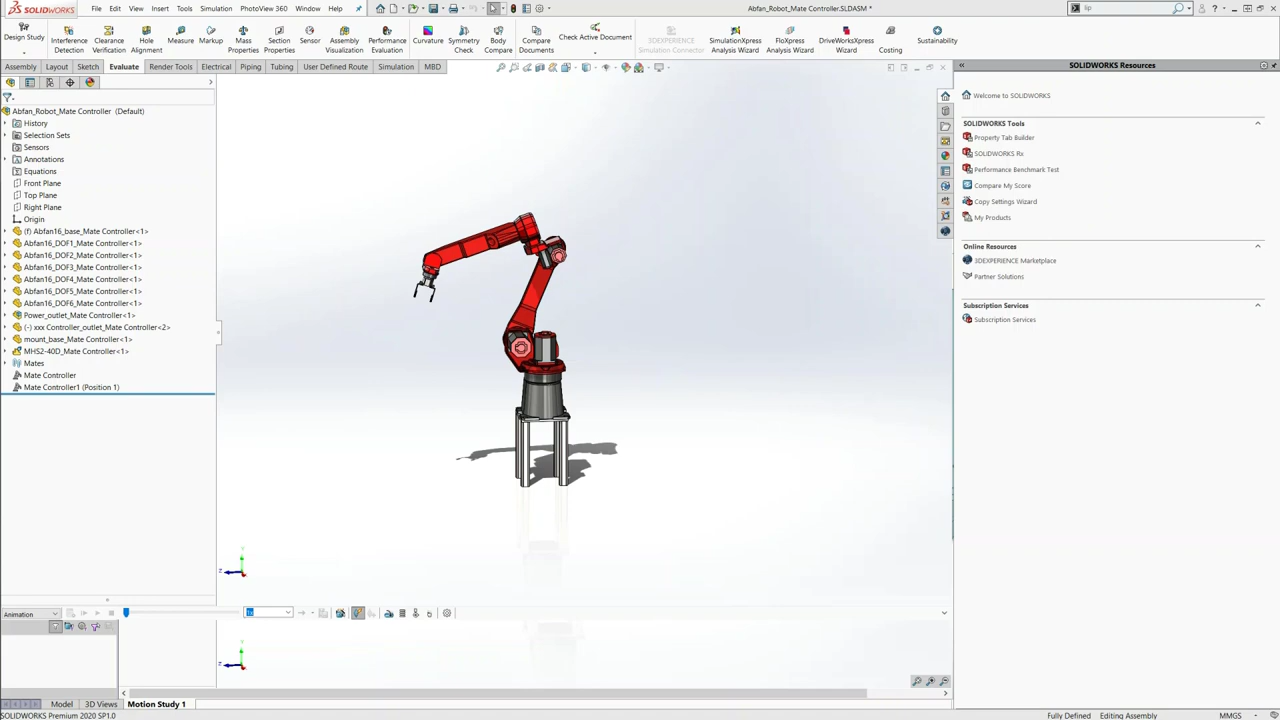 SOLIDWORKS
File Edit View Insert Tools Simulation PhotoView 360 Window Help
Abfan_Robot_Mate Controller.SLDASM *
lip
Design Study
Interference Detection
Clearance Verification
Hole Alignment
Measure
Markup
Mass Properties
Section Properties
Sensor
Assembly Visualization
Performance Evaluation
Curvature
Symmetry Check
Body Compare
Compare Documents
Check Active Document
3DEXPERIENCE Simulation Connector
SimulationXpress Analysis Wizard
FloXpress Analysis Wizard
DriveWorksXpress Wizard
Costing
Sustainability
Assembly Layout Sketch Evaluate Render Tools Electrical Piping Tubing User Defined Route Simulation MBD
SOLIDWORKS Resources
Abfan_Robot_Mate Controller (Default)
History
Selection Sets
Sensors
Annotations
Equations
Front Plane
Top Plane
Right Plane
Origin
(f) Abfan16_base_Mate Controller<1>
Abfan16_DOF1_Mate Controller<1>
Abfan16_DOF2_Mate Controller<1>
Abfan16_DOF3_Mate Controller<1>
Abfan16_DOF4_Mate Controller<1>
Abfan16_DOF5_Mate Controller<1>
Abfan16_DOF6_Mate Controller<1>
Power_outlet_Mate Controller<1>
(-) xxx Controller_outlet_Mate Controller<2>
mount_base_Mate Controller<1>
MHS2-40D_Mate Controller<1>
Mates
Mate Controller
Mate Controller1 (Position 1)
Welcome to SOLIDWORKS
SOLIDWORKS Tools
Property Tab Builder
SOLIDWORKS Rx
Performance Benchmark Test
Compare My Score
Copy Settings Wizard
My Products
Online Resources
3DEXPERIENCE Marketplace
Partner Solutions
Subscription Services
Subscription Services
Animation
Model 3D Views Motion Study 1
SOLIDWORKS Premium 2020 SP1.0
Fully Defined Editing Assembly MMGS